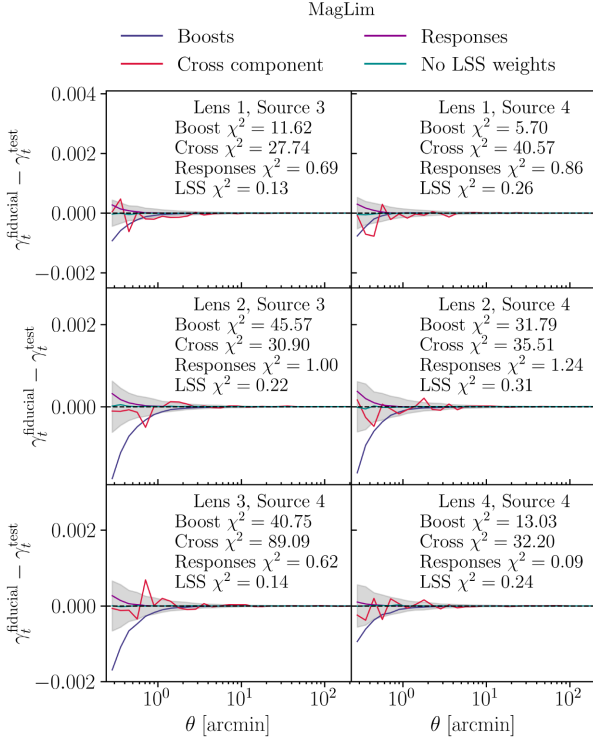 MagLim
Boosts
Responses
Cross component
No LSS weights
0.004
0.002
0.000
−0.002
γ_t^fiducial − γ_t^test
Lens 1, Source 3
Boost χ² = 11.62
Cross χ² = 27.74
Responses χ² = 0.69
LSS χ² = 0.13
Lens 1, Source 4
Boost χ² = 5.70
Cross χ² = 40.57
Responses χ² = 0.86
LSS χ² = 0.26
0.002
0.000
γ_t^fiducial − γ_t^test
Lens 2, Source 3
Boost χ² = 45.57
Cross χ² = 30.90
Responses χ² = 1.00
LSS χ² = 0.22
Lens 2, Source 4
Boost χ² = 31.79
Cross χ² = 35.51
Responses χ² = 1.24
LSS χ² = 0.31
0.002
0.000
−0.002
γ_t^fiducial − γ_t^test
Lens 3, Source 4
Boost χ² = 40.75
Cross χ² = 89.09
Responses χ² = 0.62
LSS χ² = 0.14
Lens 4, Source 4
Boost χ² = 13.03
Cross χ² = 32.20
Responses χ² = 0.09
LSS χ² = 0.24
10⁰ 10¹ 10²
10⁰ 10¹ 10²
θ [arcmin]
θ [arcmin]